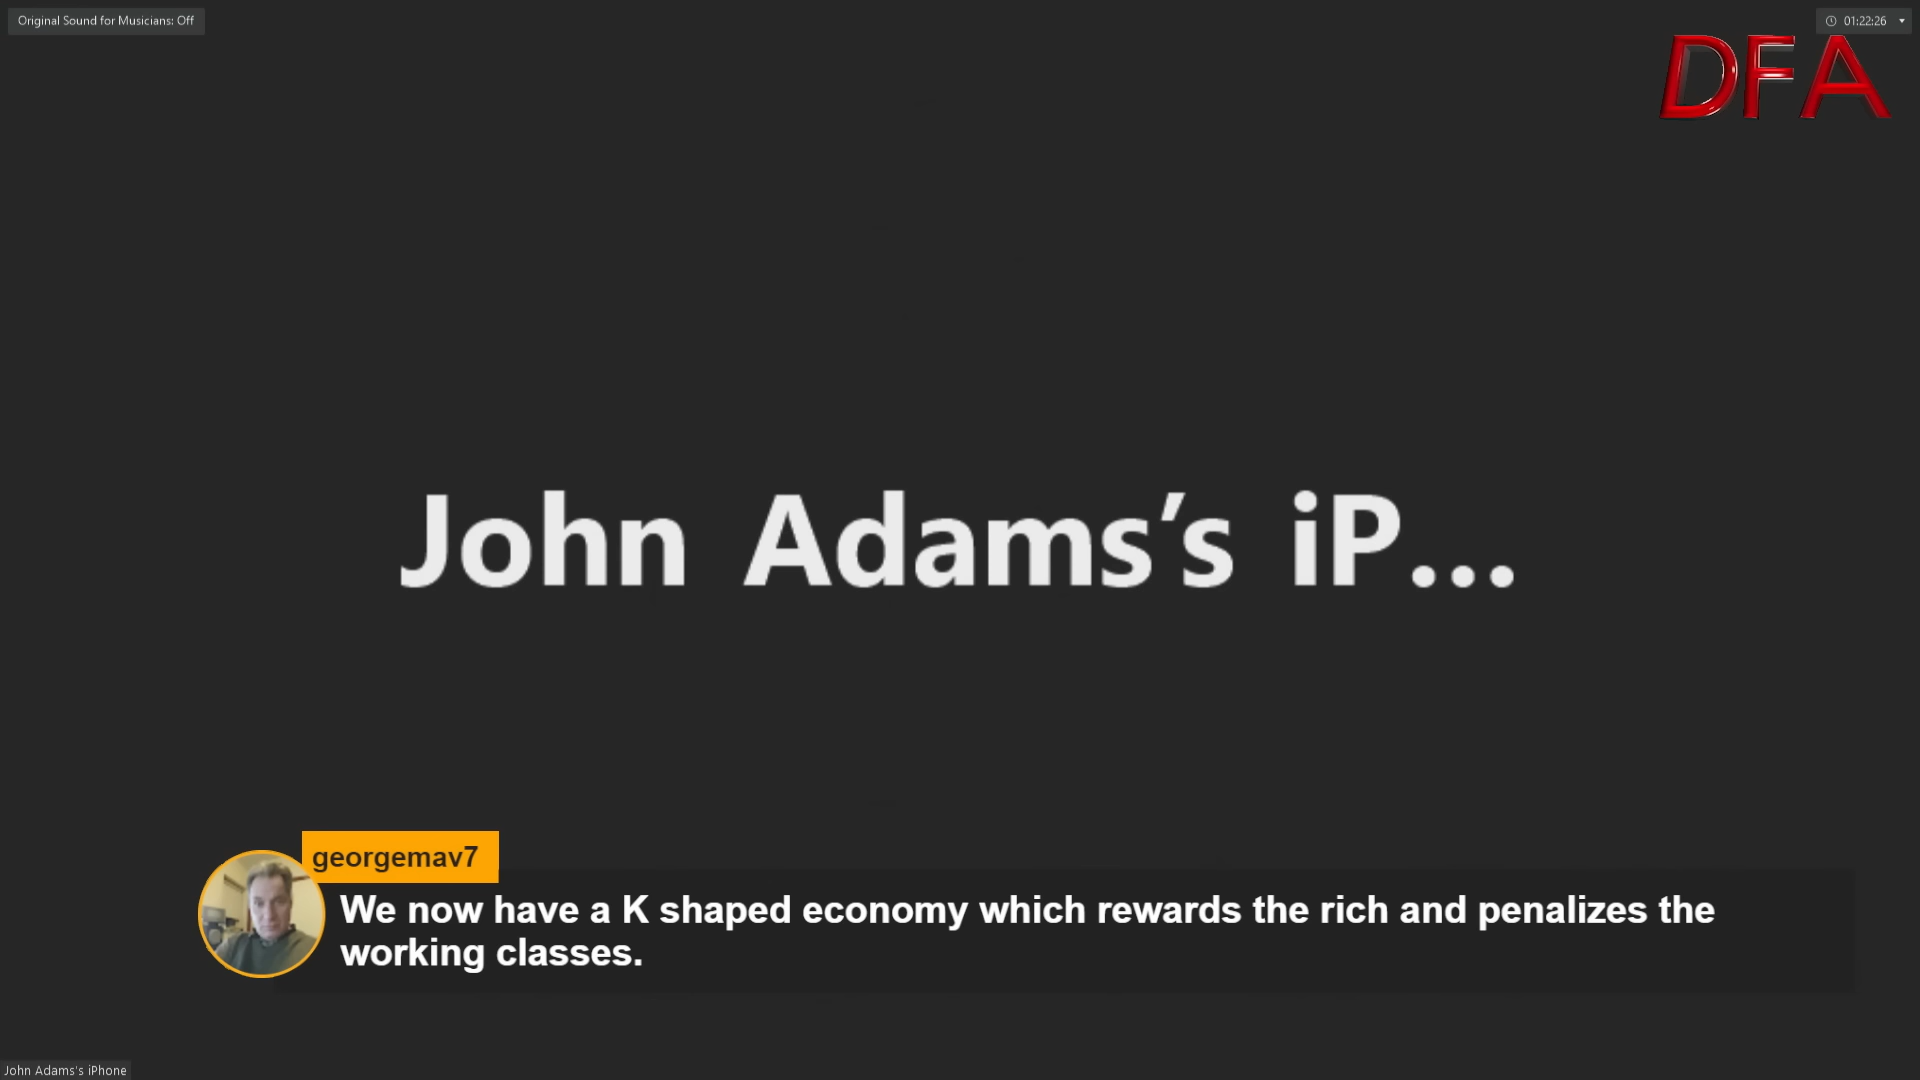 Original Sound for Musicians: Off
01:22:26
DFA
John Adams’s iP...
georgemav7
We now have a K shaped economy which rewards the rich and penalizes the
working classes.
John Adams's iPhone